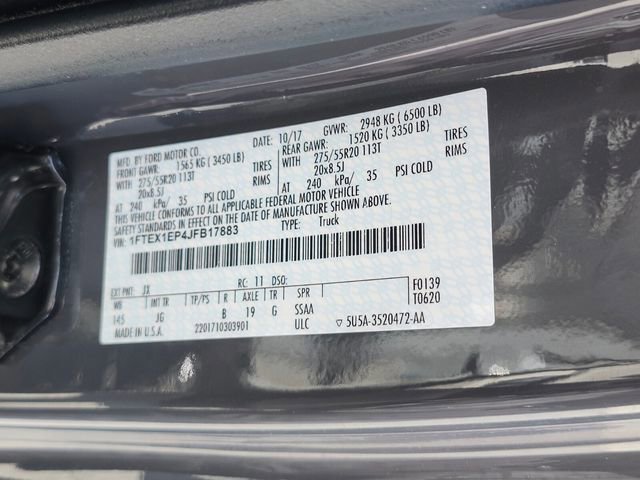 MFD. BY FORD MOTOR CO.
DATE: 10/17
GVWR: 2948 KG ( 6500 LB)
FRONT GAWR: 1565 KG ( 3450 LB)
REAR GAWR: 1520 KG ( 3350 LB)
WITH 275/55R20 113T TIRES
WITH 275/55R20 113T TIRES
20x8.5J RIMS
20x8.5J RIMS
AT 240 kPa/ 35 PSI COLD
AT 240 kPa/ 35 PSI COLD
THIS VEHICLE CONFORMS TO ALL APPLICABLE FEDERAL MOTOR VEHICLE
SAFETY STANDARDS IN EFFECT ON THE DATE OF MANUFACTURE SHOWN ABOVE.
VIN: 1FTEX1EP4JFB17883
TYPE: Truck
EXT PNT: JX RC: 11 DSO: F0139
WB INT TR TP/PS R AXLE TR SPR T0620
145 JG B 19 G SSAA
MADE IN U.S.A. 2201710303901 ULC ▽ 5U5A-3520472-AA